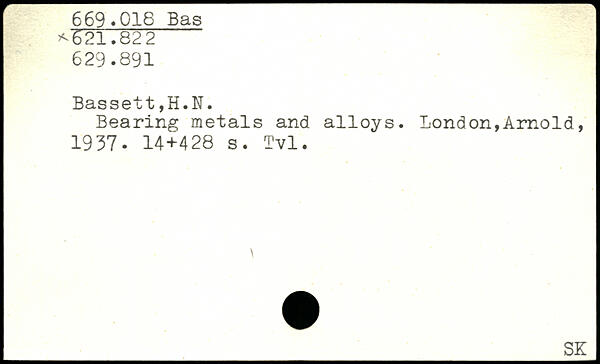 669.018 Bas
×621.822
629.891
Bassett,H.N.
Bearing metals and alloys. London,Arnold,
1937. 14+428 s. Tvl.
SK